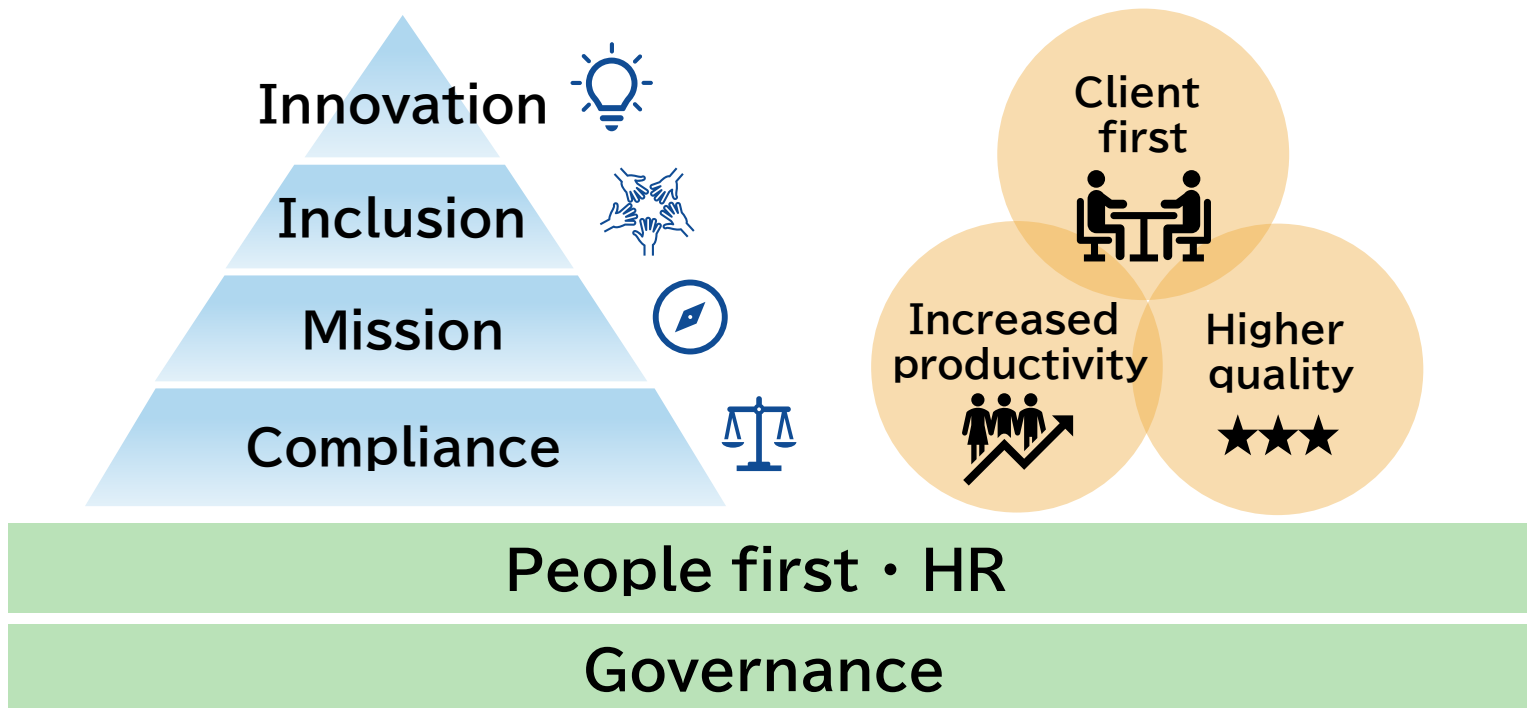 Innovation
Inclusion
Mission
Compliance
Client
first
Increased
productivity
Higher
quality
People first・HR
Governance